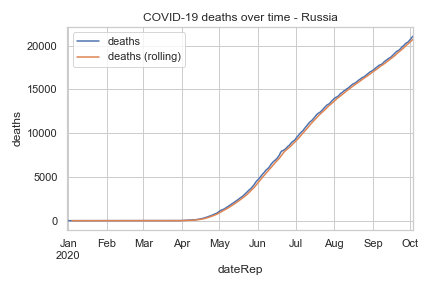 COVID-19 deaths over time - Russia
deaths
deaths (rolling)
20000
15000
10000
5000
0
deaths
Jan Feb Mar Apr May Jun Jul Aug Sep Oct
2020
dateRep